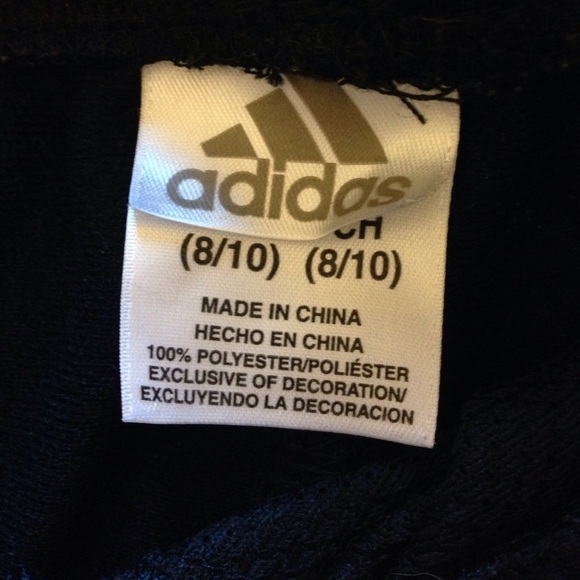 adidas
CH
(8/10) (8/10)
MADE IN CHINA
HECHO EN CHINA
100% POLYESTER/POLIÉSTER
EXCLUSIVE OF DECORATION/
EXCLUYENDO LA DECORACION